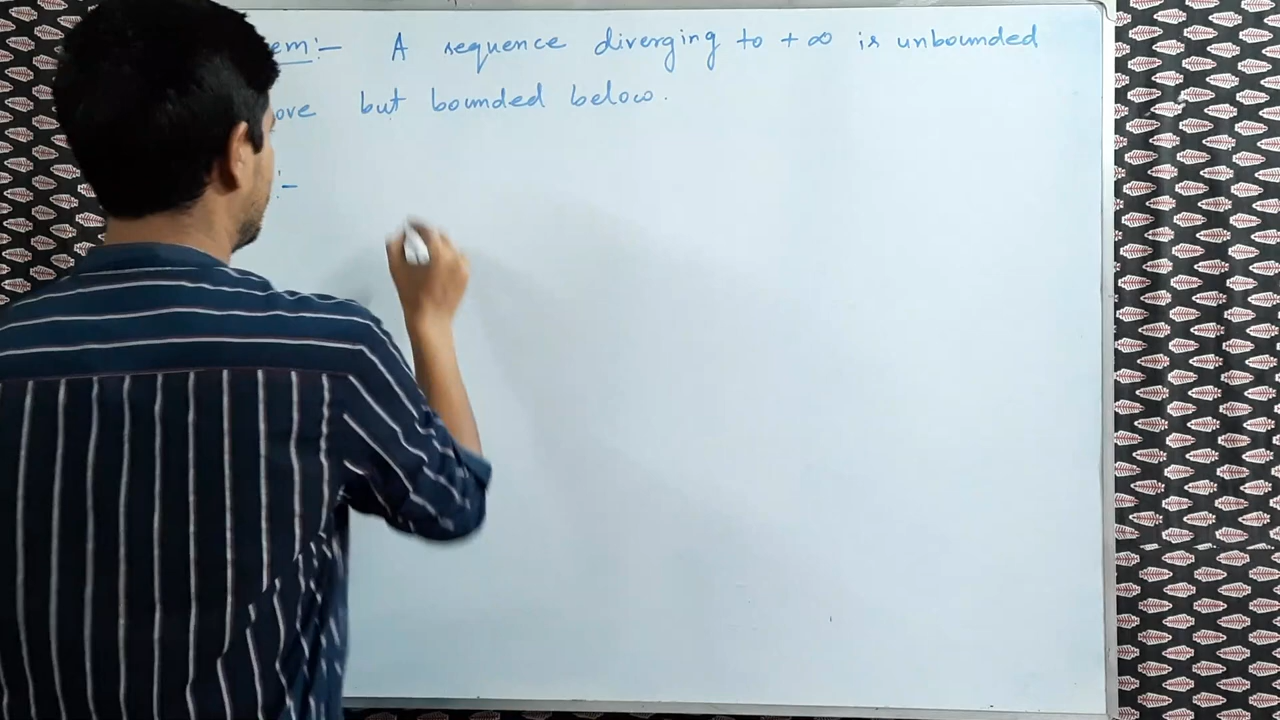 em:- A sequence diverging to +∞ is unbounded
ove but bounded below.
:-